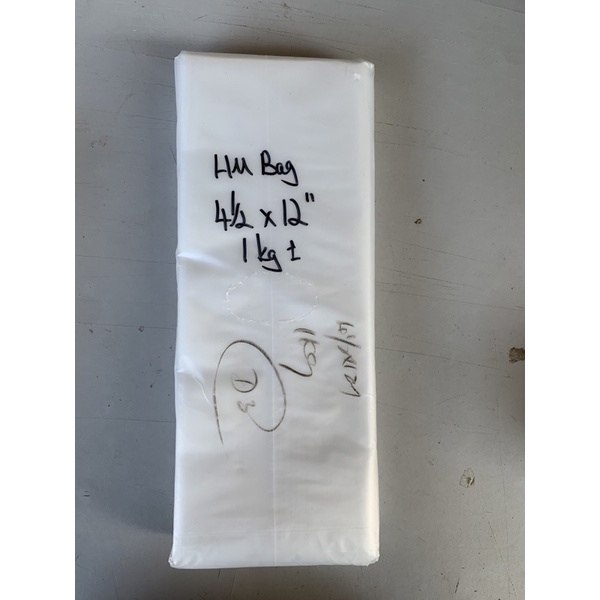 HM Bag
4½ x 12"
1 kg ±
1KG